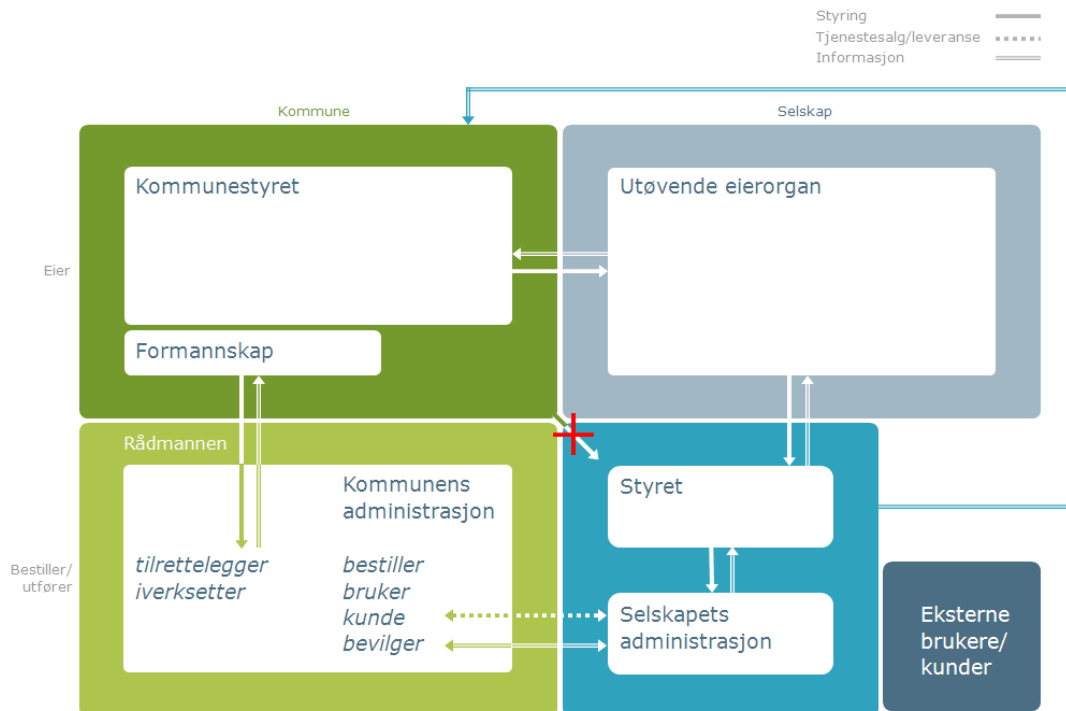 Styring
Tjenestesalg/leveranse
Informasjon
Kommune
Selskap
Kommunestyret
Utøvende eierorgan
Eier
Formannskap
Rådmannen
Kommunens
administrasjon
Styret
Bestiller/
utfører
tilrettelegger
iverksetter
bestiller
bruker
kunde
bevilger
Selskapets
administrasjon
Eksterne
brukere/
kunder